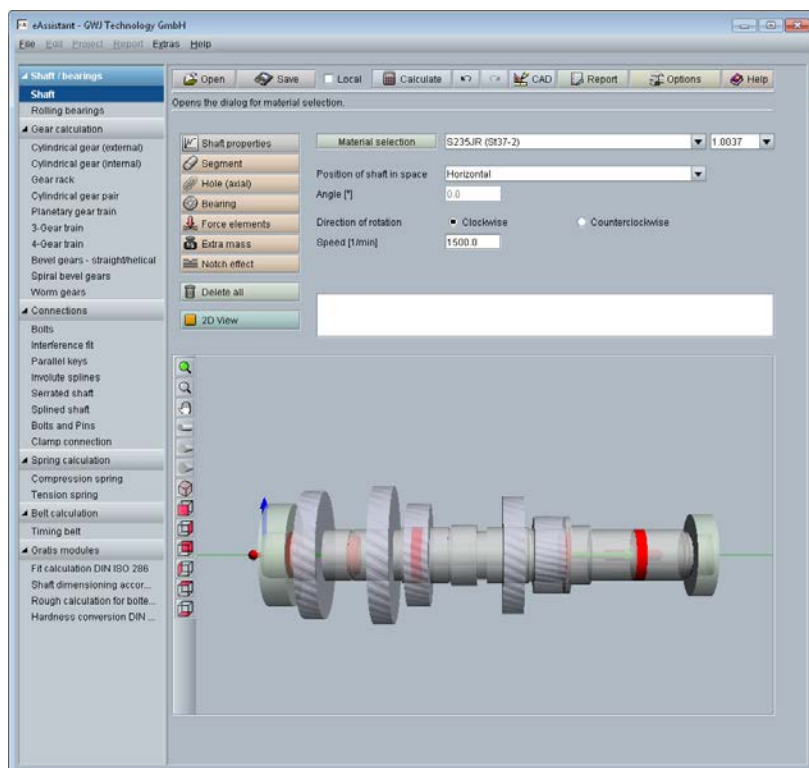 eAssistant - GWJ Technology GmbH
File Edit Project Report Extras Help
Shaft / bearings
Shaft
Rolling bearings
Gear calculation
Cylindrical gear (external)
Cylindrical gear (internal)
Gear rack
Cylindrical gear pair
Planetary gear train
3-Gear train
4-Gear train
Bevel gears - straight/helical
Spiral bevel gears
Worm gears
Connections
Bolts
Interference fit
Parallel keys
Involute splines
Serrated shaft
Splined shaft
Bolts and Pins
Clamp connection
Spring calculation
Compression spring
Tension spring
Belt calculation
Timing belt
Gratis modules
Fit calculation DIN ISO 286
Shaft dimensioning accor...
Rough calculation for bolte...
Hardness conversion DIN ...
Open Save Local Calculate CAD Report Options Help
Opens the dialog for material selection.
Shaft properties
Segment
Hole (axial)
Bearing
Force elements
Extra mass
Notch effect
Delete all
2D View
Material selection S235JR (St37-2) 1.0037
Position of shaft in space Horizontal
Angle [°] 0.0
Direction of rotation Clockwise Counterclockwise
Speed [1/min] 1500.0